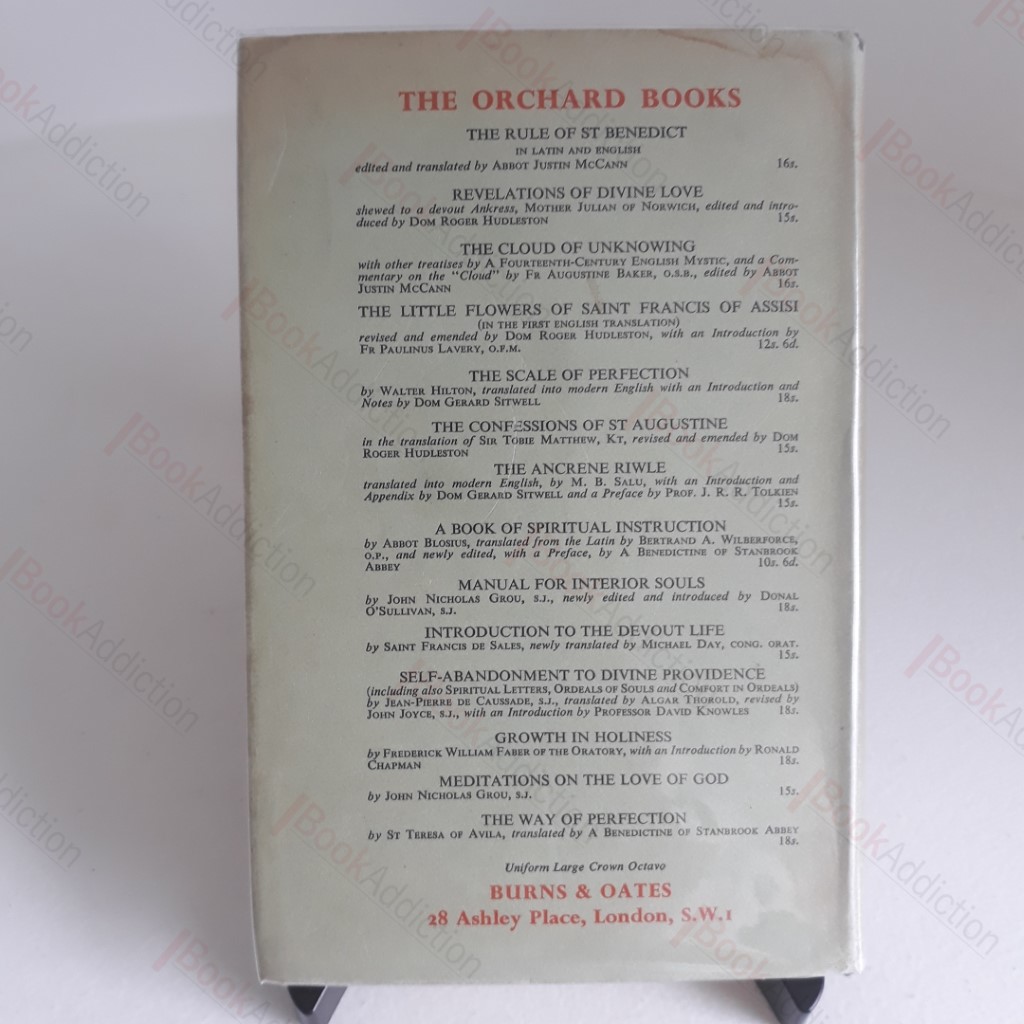 THE ORCHARD BOOKS
THE RULE OF ST BENEDICT
IN LATIN AND ENGLISH
edited and translated by ABBOT JUSTIN MCCANN 16s.
REVELATIONS OF DIVINE LOVE
shewed to a devout Ankress, MOTHER JULIAN OF NORWICH, edited and intro-
duced by DOM ROGER HUDLESTON 15s.
THE CLOUD OF UNKNOWING
with other treatises by A FOURTEENTH-CENTURY ENGLISH MYSTIC, and a Com-
mentary on the "Cloud" by FR AUGUSTINE BAKER, O.S.B., edited by ABBOT
JUSTIN MCCANN 16s.
THE LITTLE FLOWERS OF SAINT FRANCIS OF ASSISI
(IN THE FIRST ENGLISH TRANSLATION)
revised and emended by DOM ROGER HUDLESTON, with an Introduction by
FR PAULINUS LAVERY, O.F.M. 12s. 6d.
THE SCALE OF PERFECTION
by WALTER HILTON, translated into modern English with an Introduction and
Notes by DOM GERARD SITWELL 18s.
THE CONFESSIONS OF ST AUGUSTINE
in the translation of SIR TOBIE MATTHEW, KT, revised and emended by DOM
ROGER HUDLESTON 15s.
THE ANCRENE RIWLE
translated into modern English, by M. B. SALU, with an Introduction and
Appendix by DOM GERARD SITWELL and a Preface by PROF. J. R. R. TOLKIEN
15s.
A BOOK OF SPIRITUAL INSTRUCTION
by ABBOT BLOSIUS, translated from the Latin by BERTRAND A. WILBERFORCE,
O.P., and newly edited, with a Preface, by A BENEDICTINE OF STANBROOK
ABBEY 10s. 6d.
MANUAL FOR INTERIOR SOULS
by JOHN NICHOLAS GROU, S.J., newly edited and introduced by DONAL
O'SULLIVAN, S.J. 18s.
INTRODUCTION TO THE DEVOUT LIFE
by SAINT FRANCIS DE SALES, newly translated by MICHAEL DAY, CONG. ORAT.
15s.
SELF-ABANDONMENT TO DIVINE PROVIDENCE
(including also SPIRITUAL LETTERS, ORDEALS OF SOULS and COMFORT IN ORDEALS)
by JEAN-PIERRE DE CAUSSADE, S.J., translated by ALGAR THOROLD, revised by
JOHN JOYCE, S.J., with an Introduction by PROFESSOR DAVID KNOWLES 18s.
GROWTH IN HOLINESS
by FREDERICK WILLIAM FABER OF THE ORATORY, with an Introduction by RONALD
CHAPMAN 18s.
MEDITATIONS ON THE LOVE OF GOD
by JOHN NICHOLAS GROU, S.J. 15s.
THE WAY OF PERFECTION
by ST TERESA OF AVILA, translated by A BENEDICTINE OF STANBROOK ABBEY
18s.
Uniform Large Crown Octavo
BURNS & OATES
28 Ashley Place, London, S.W.1
BookAddiction